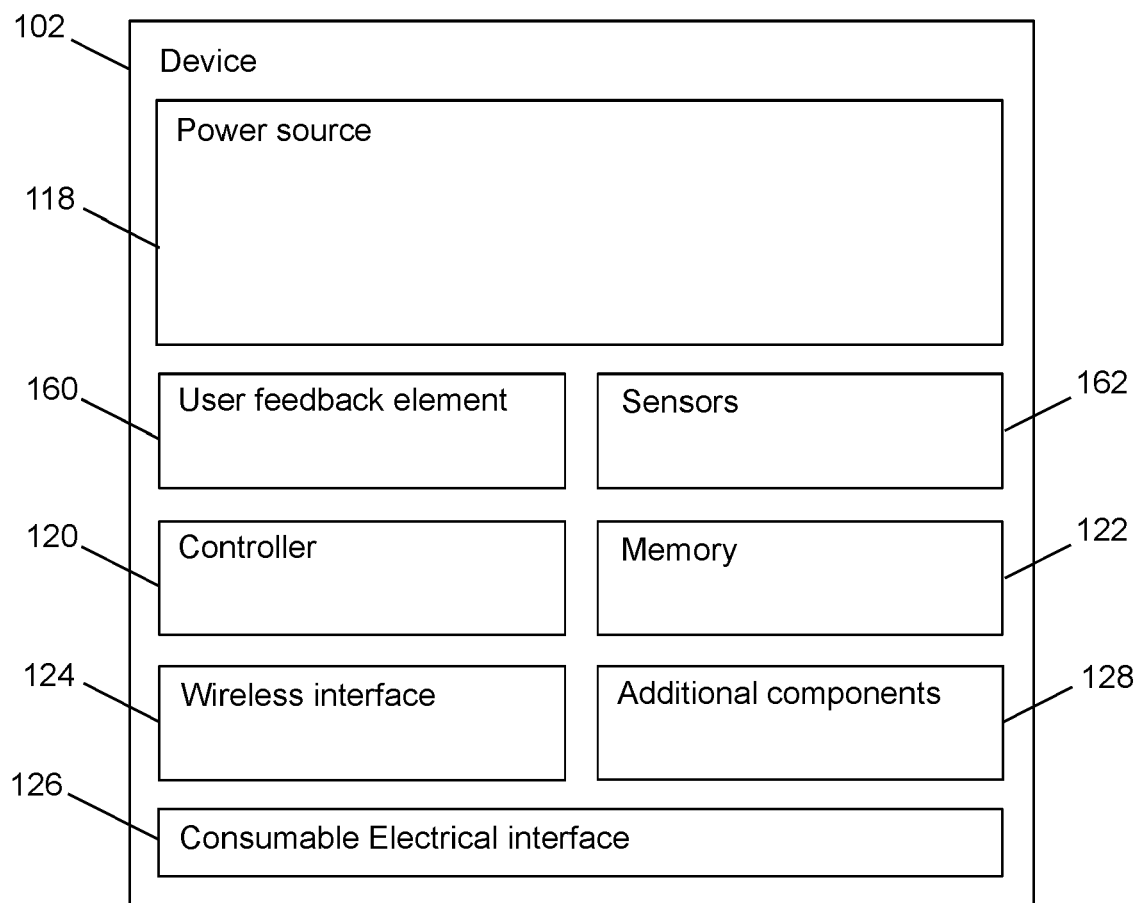 102
Device
Power source
118
160
User feedback element
Sensors
162
120
Controller
Memory
122
124
Wireless interface
Additional components
128
126
Consumable Electrical interface